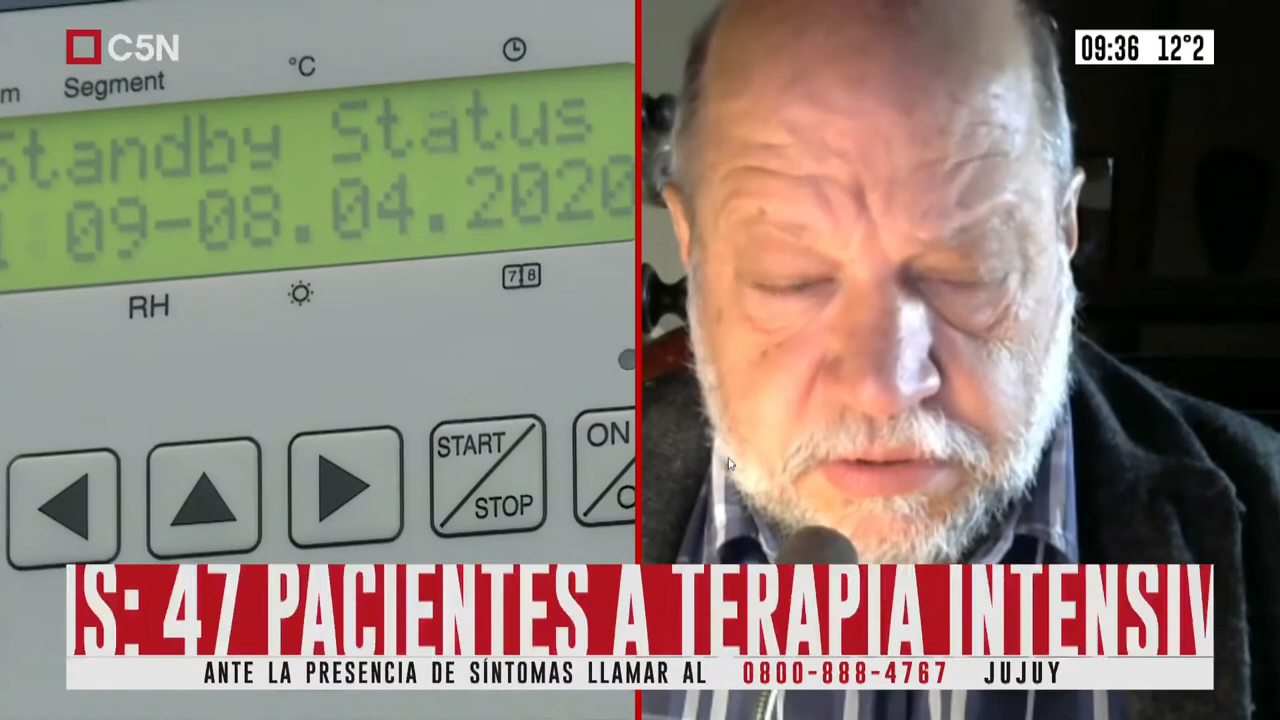 C5N
09:36 12°2
m Segment °C
Standby Status
09-08.04.2020
RH
7 8
START
STOP
ON
S: 47 PACIENTES A TERAPIA INTENSIV
ANTE LA PRESENCIA DE SÍNTOMAS LLAMAR AL 0800-888-4767 JUJUY